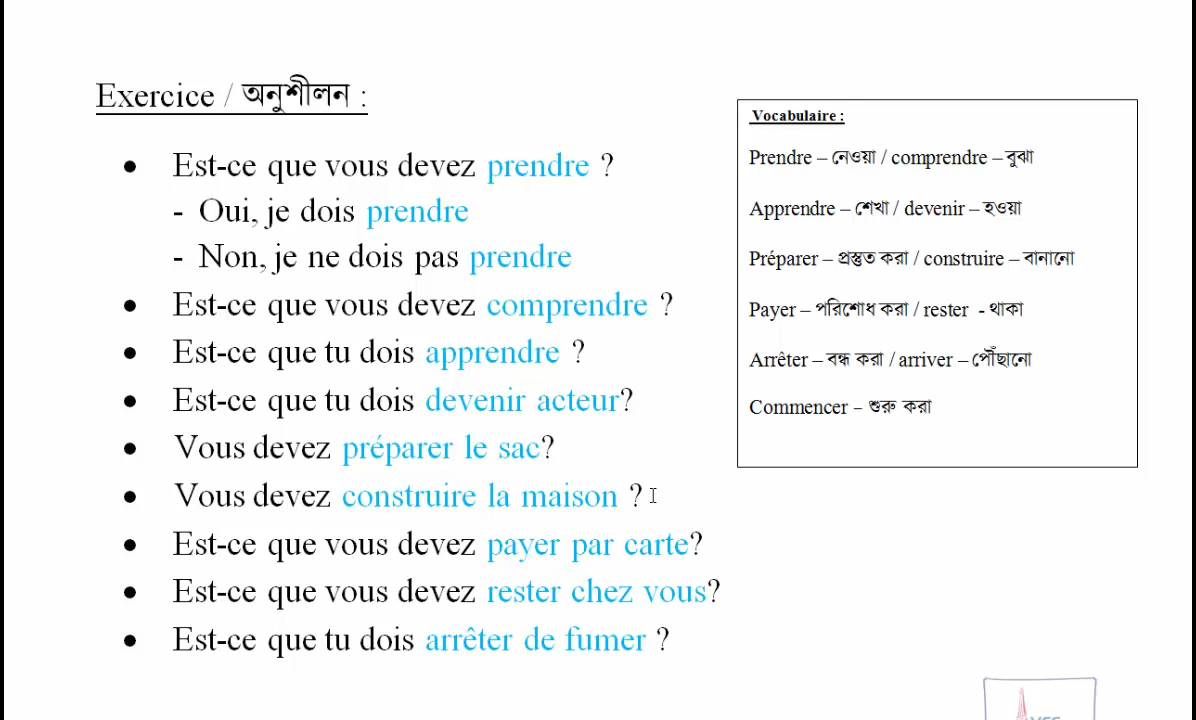 Exercice / অনুশীলন :
• Est-ce que vous devez prendre ?
- Oui, je dois prendre
- Non, je ne dois pas prendre
• Est-ce que vous devez comprendre ?
• Est-ce que tu dois apprendre ?
• Est-ce que tu dois devenir acteur?
• Vous devez préparer le sac?
• Vous devez construire la maison ?
• Est-ce que vous devez payer par carte?
• Est-ce que vous devez rester chez vous?
• Est-ce que tu dois arrêter de fumer ?
Vocabulaire :
Prendre – নেওয়া / comprendre – বুঝা
Apprendre – শেখা / devenir – হওয়া
Préparer – প্রস্তুত করা / construire – বানানো
Payer – পরিশোধ করা / rester - থাকা
Arrêter – বন্ধ করা / arriver – পৌঁছানো
Commencer – শুরু করা